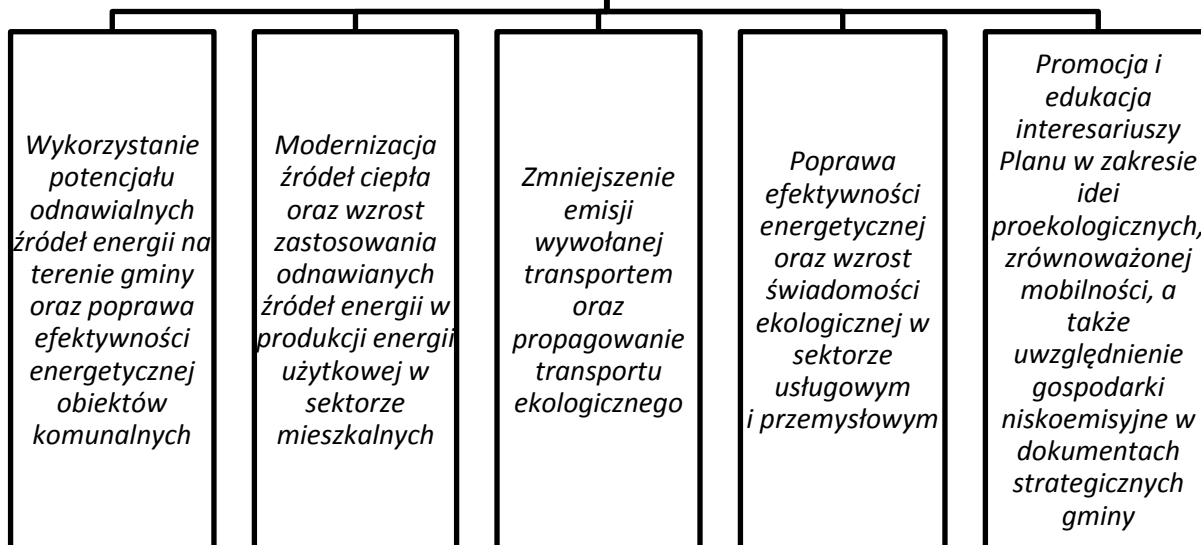 Wykorzystanie
potencjału
odnawialnych
źródeł energii na
terenie gminy
oraz poprawa
efektywności
energetycznej
obiektów
komunalnych
Modernizacja
źródeł ciepła
oraz wzrost
zastosowania
odnawianych
źródeł energii w
produkcji energii
użytkowej w
sektorze
mieszkalnych
Zmniejszenie
emisji
wywołanej
transportem
oraz
propagowanie
transportu
ekologicznego
Poprawa
efektywności
energetycznej
oraz wzrost
świadomości
ekologicznej w
sektorze
usługowym
i przemysłowym
Promocja i
edukacja
interesariuszy
Planu w zakresie
idei
proekologicznych,
zrównoważonej
mobilności, a
także
uwzględnienie
gospodarki
niskoemisyjne w
dokumentach
strategicznych
gminy